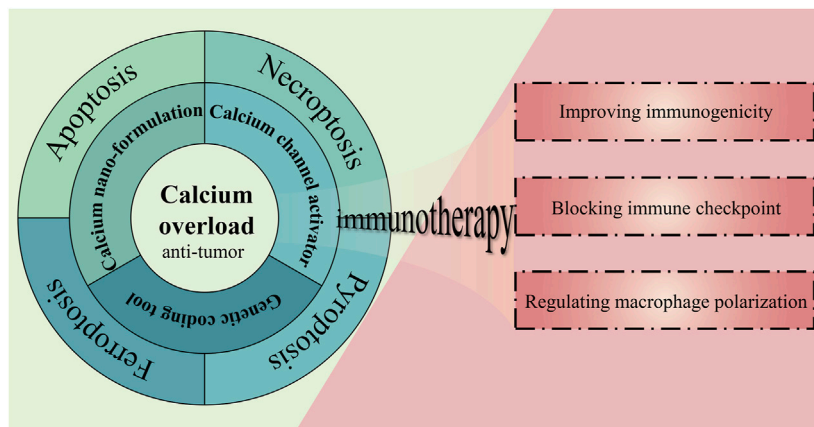 Apoptosis
Necroptosis
Ferroptosis
Pyroptosis
Calcium nano-formulation
Calcium channel activator
Genetic coding tool
Calcium
overload
anti-tumor
immunotherapy
Improving immunogenicity
Blocking immune checkpoint
Regulating macrophage polarization